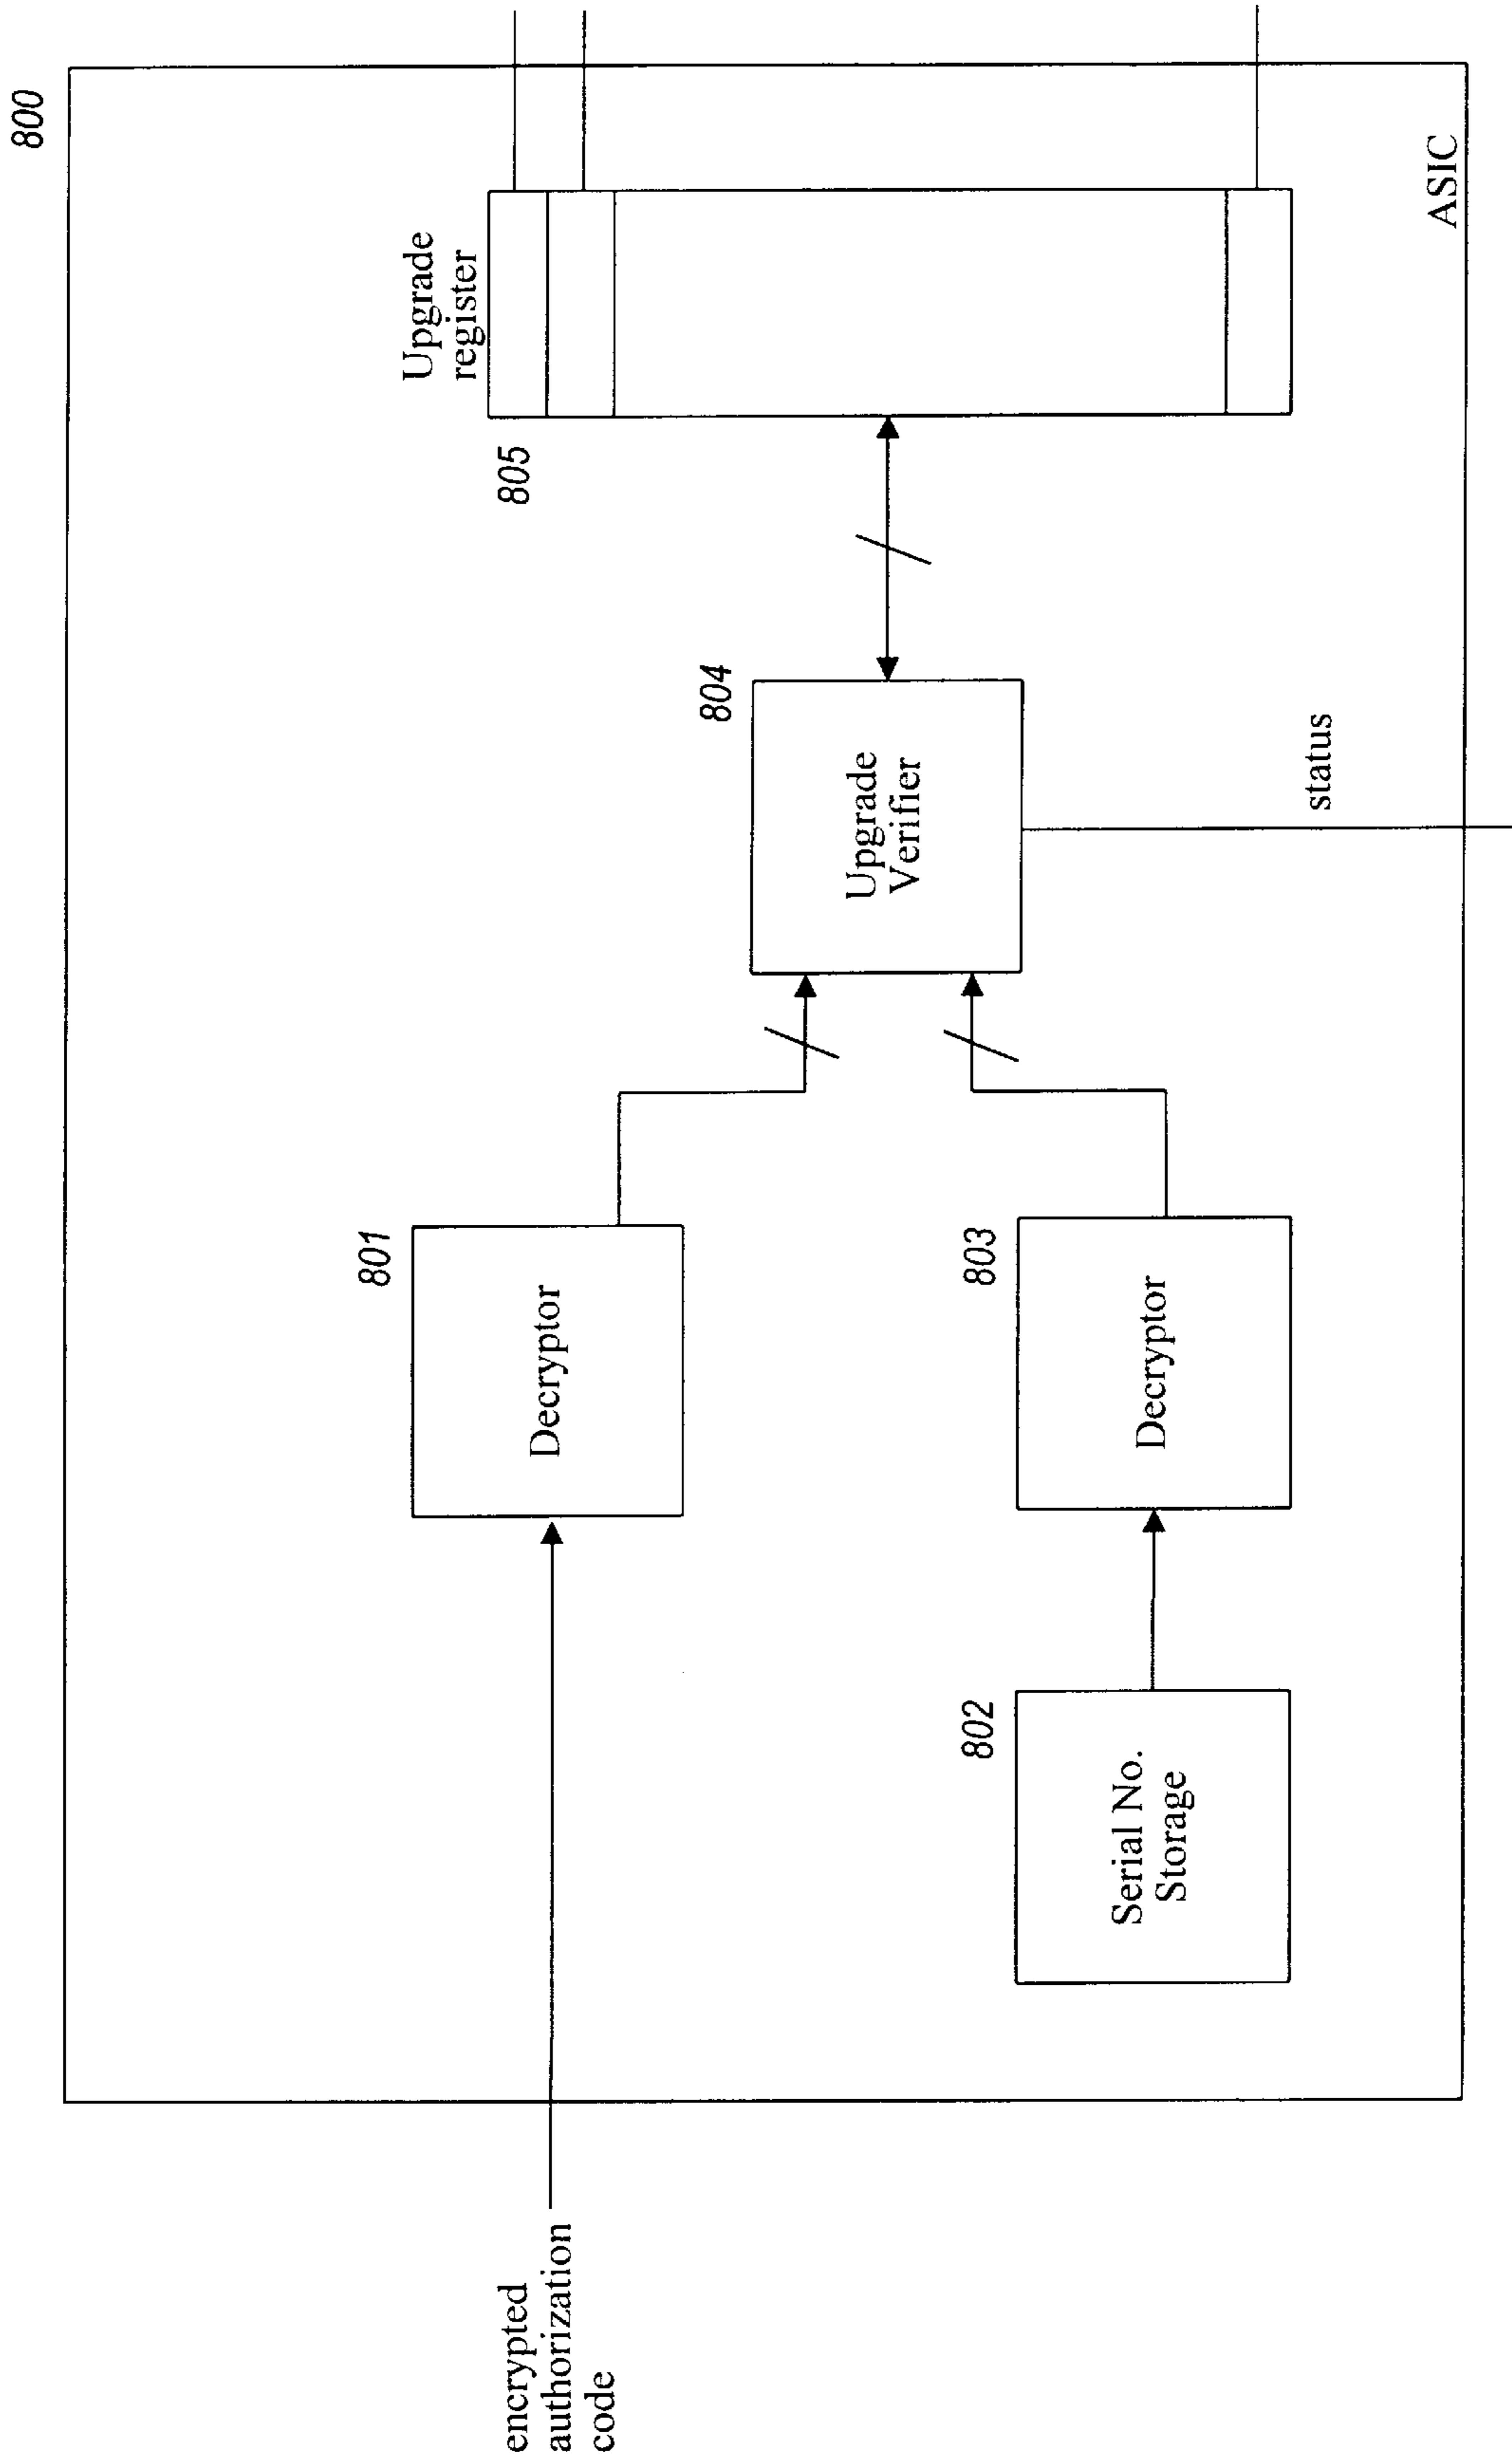 800
Upgrade
register
805
804
Upgrade
Verifier
801
Decryptor
803
Decryptor
802
Serial No.
Storage
encrypted
authorization
code
status
ASIC